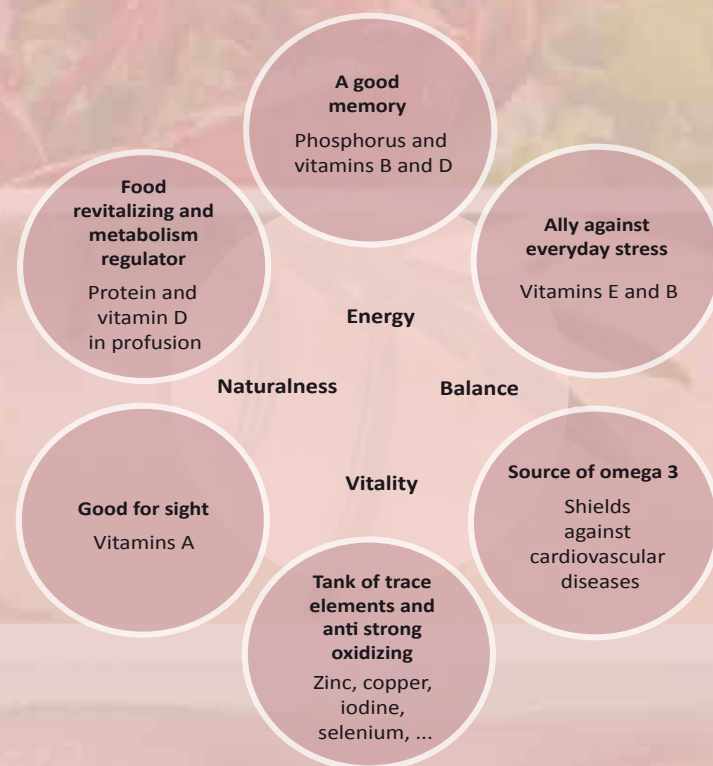 A good
memory
Phosphorus and
vitamins B and D
Food
revitalizing and
metabolism
regulator
Protein and
vitamin D
in profusion
Ally against
everyday stress
Vitamins E and B
Energy
Naturalness
Balance
Vitality
Good for sight
Vitamins A
Source of omega 3
Shields
against
cardiovascular
diseases
Tank of trace
elements and
anti strong
oxidizing
Zinc, copper,
iodine,
selenium, ...